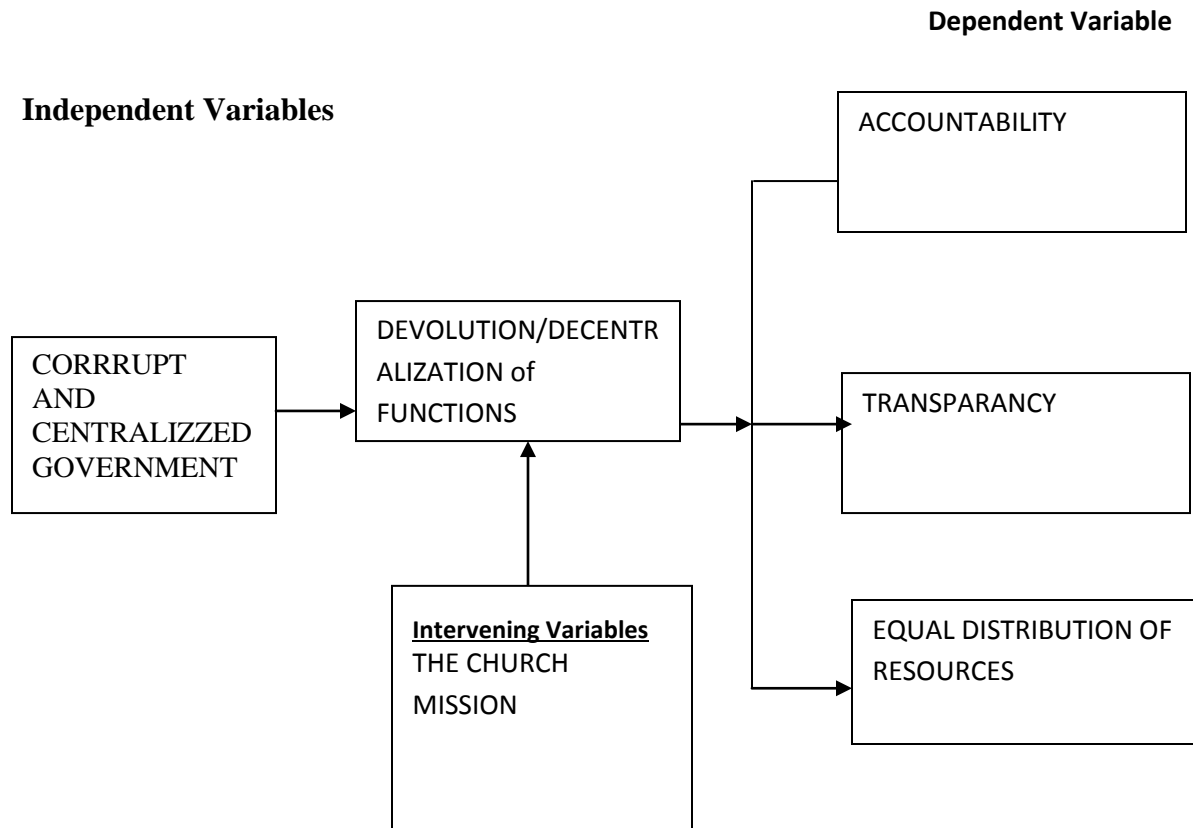 Dependent Variable
Independent Variables
ACCOUNTABILITY
DEVOLUTION/DECENTR
ALIZATION of
FUNCTIONS
CORRRUPT
AND
CENTRALIZZED
GOVERNMENT
TRANSPARANCY
Intervening Variables
THE CHURCH
MISSION
EQUAL DISTRIBUTION OF
RESOURCES